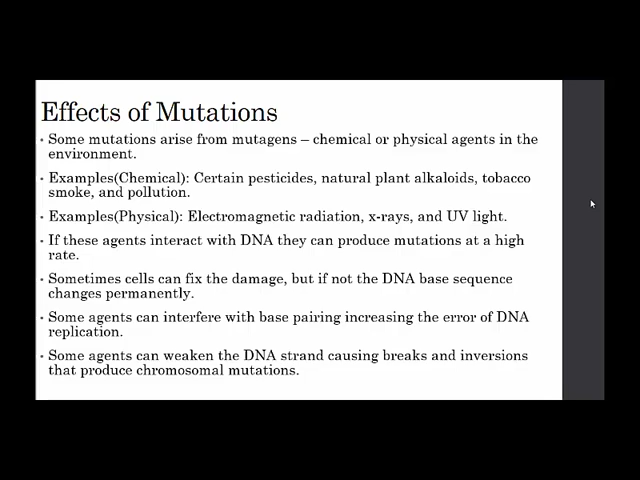 Effects of Mutations
• Some mutations arise from mutagens – chemical or physical agents in the
environment.
• Examples(Chemical): Certain pesticides, natural plant alkaloids, tobacco
smoke, and pollution.
• Examples(Physical): Electromagnetic radiation, x-rays, and UV light.
• If these agents interact with DNA they can produce mutations at a high
rate.
• Sometimes cells can fix the damage, but if not the DNA base sequence
changes permanently.
• Some agents can interfere with base pairing increasing the error of DNA
replication.
• Some agents can weaken the DNA strand causing breaks and inversions
that produce chromosomal mutations.